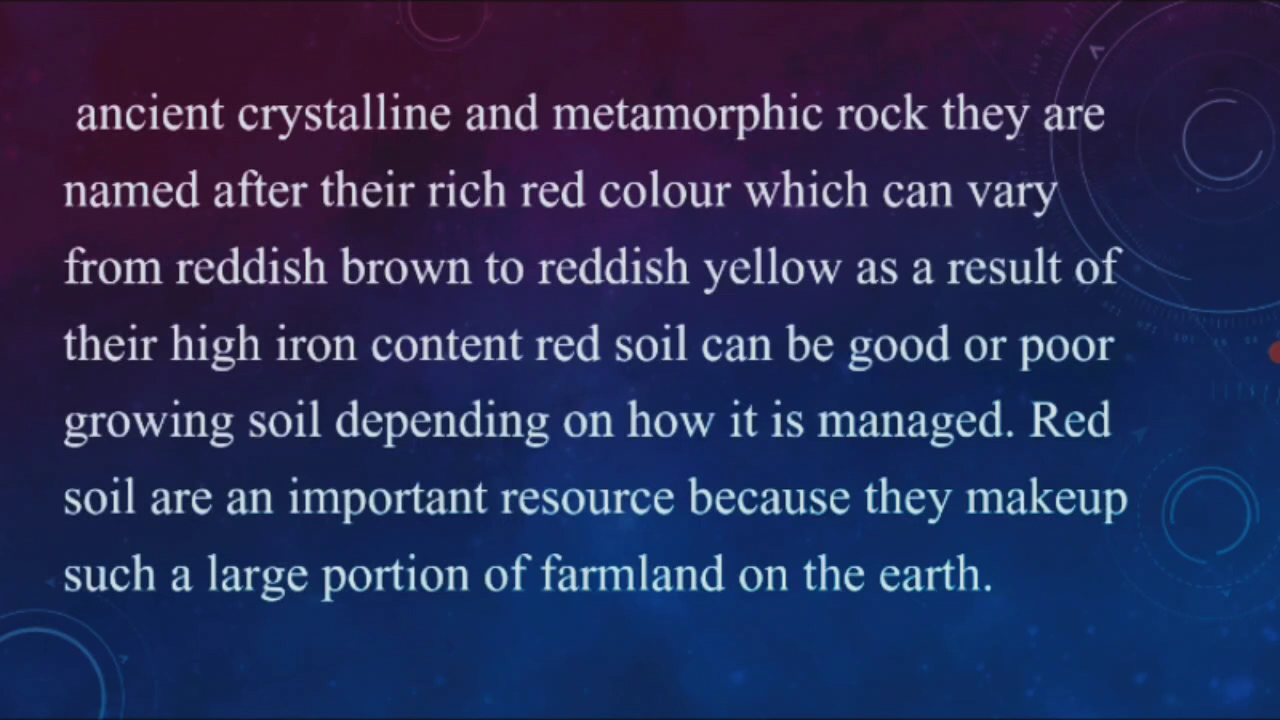 ancient crystalline and metamorphic rock they are
named after their rich red colour which can vary
from reddish brown to reddish yellow as a result of
their high iron content red soil can be good or poor
growing soil depending on how it is managed. Red
soil are an important resource because they makeup
such a large portion of farmland on the earth.